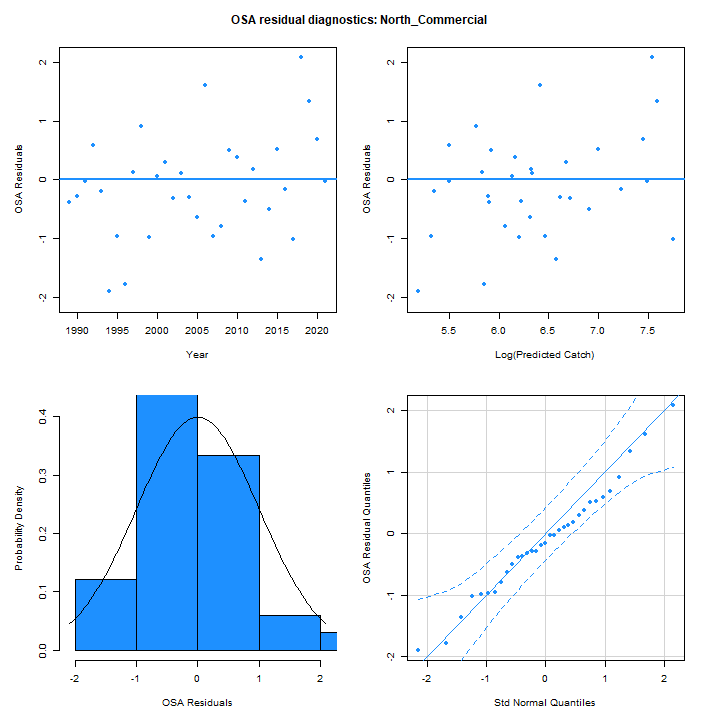 OSA residual diagnostics: North_Commercial
OSA Residuals
2
1
0
-1
-2
1990 1995 2000 2005 2010 2015 2020
Year
OSA Residuals
2
1
0
-1
-2
5.5 6.0 6.5 7.0 7.5
Log(Predicted Catch)
Probability Density
0.4
0.3
0.2
0.1
0.0
-2 -1 0 1 2
OSA Residuals
OSA Residual Quantiles
2
1
0
-1
-2
-2 -1 0 1 2
Std Normal Quantiles